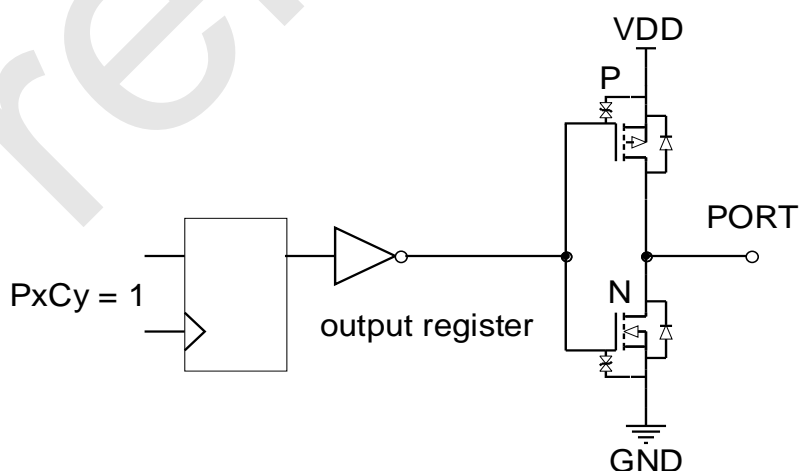 VDD
P
PORT
PxCy = 1
N
output register
GND